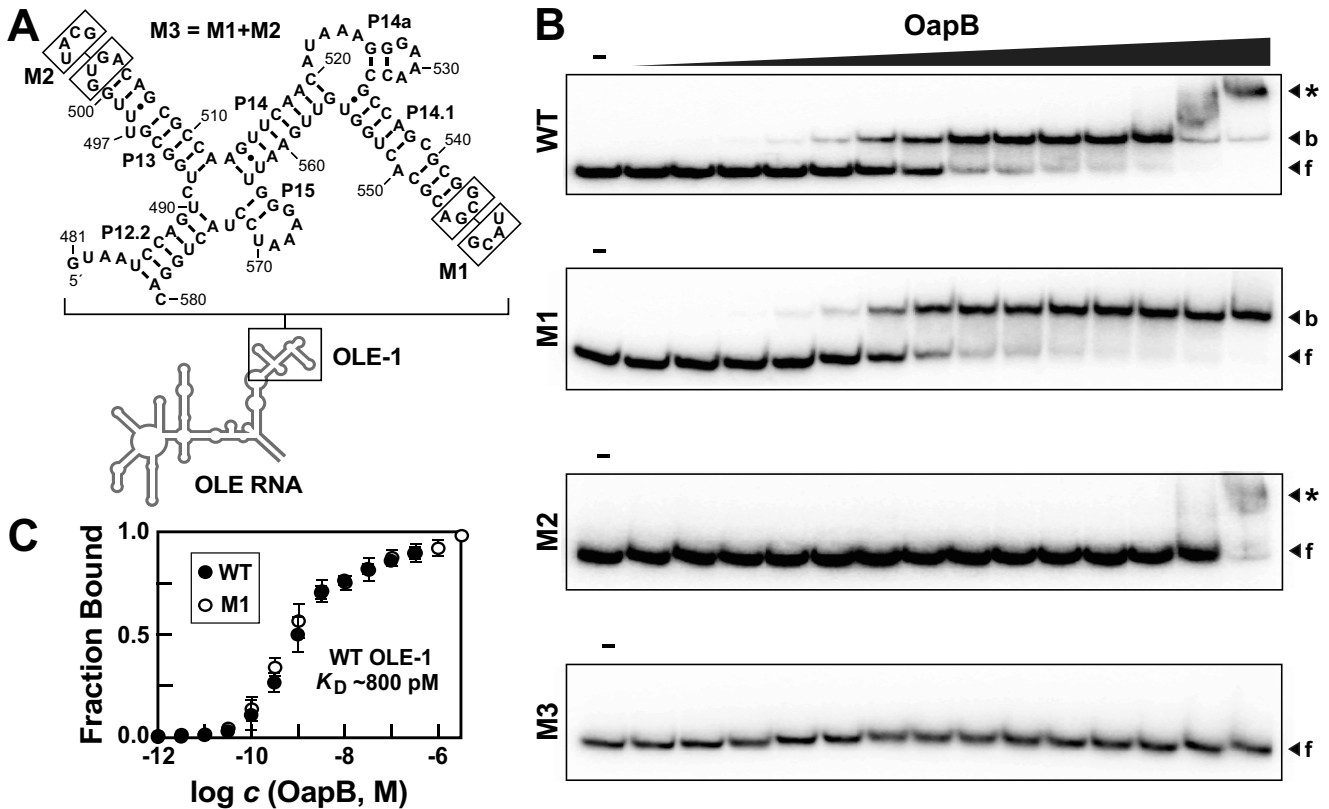 A
M3 = M1+M2
M2
M1
P14a
P14
P14.1
P13
P15
P12.2
520
530
540
550
560
570
580
510
500
497
490
481
5´
OLE-1
OLE RNA
B
OapB
–
WT
*
b
f
–
M1
b
f
–
M2
*
f
–
M3
f
C
Fraction Bound
1.0
0.5
0.0
WT
M1
WT OLE-1
KD ~800 pM
-12
-10
-8
-6
log c (OapB, M)